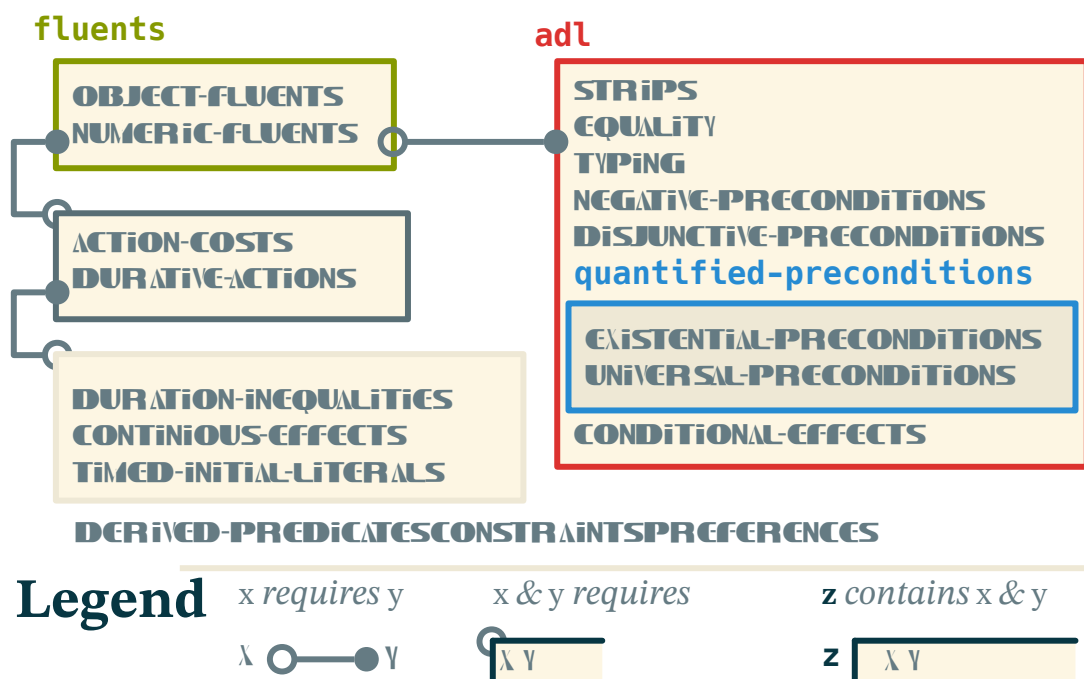 fluents
OBJECT-FLUENTS
NUMERIC-FLUENTS
ACTION-COSTS
DURATIVE-ACTIONS
DURATION-INEQUALITIES
CONTINIOUS-EFFECTS
TIMED-INITIAL-LITERALS
adl
STRIPS
EQUALITY
TYPING
NEGATIVE-PRECONDITIONS
DISJUNCTIVE-PRECONDITIONS
quantified-preconditions
EXISTENTIAL-PRECONDITIONS
UNIVERSAL-PRECONDITIONS
CONDITIONAL-EFFECTS
DERIVED-PREDICATESCONSTRAINTSPREFERENCES
Legend
x requires y
X Y
x & y requires
X Y
z contains x & y
z X Y